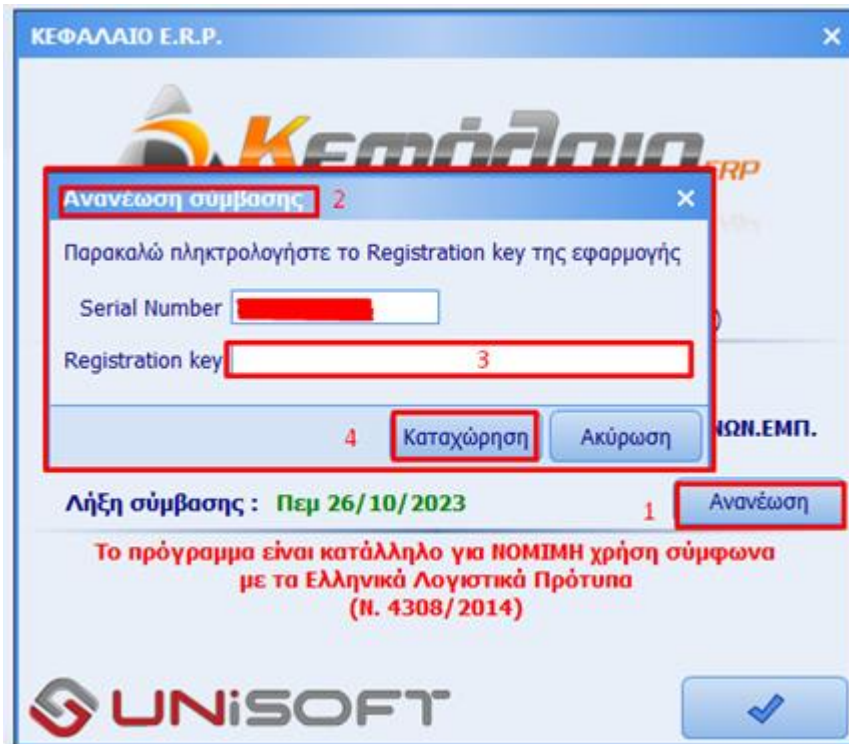 ΚΕΦΑΛΑΙΟ E.R.P.
Κεφάλαιο ERP
Ανανέωση σύμβασης 2
Παρακαλώ πληκτρολογήστε το Registration key της εφαρμογής
Serial Number
Registration key 3
4 Καταχώρηση Ακύρωση
ΝΩΝ.ΕΜΠ.
Λήξη σύμβασης : Πεμ 26/10/2023 1 Ανανέωση
Το πρόγραμμα είναι κατάλληλο για ΝΟΜΙΜΗ χρήση σύμφωνα
με τα Ελληνικά Λογιστικά Πρότυπα
(Ν. 4308/2014)
UNiSOFT